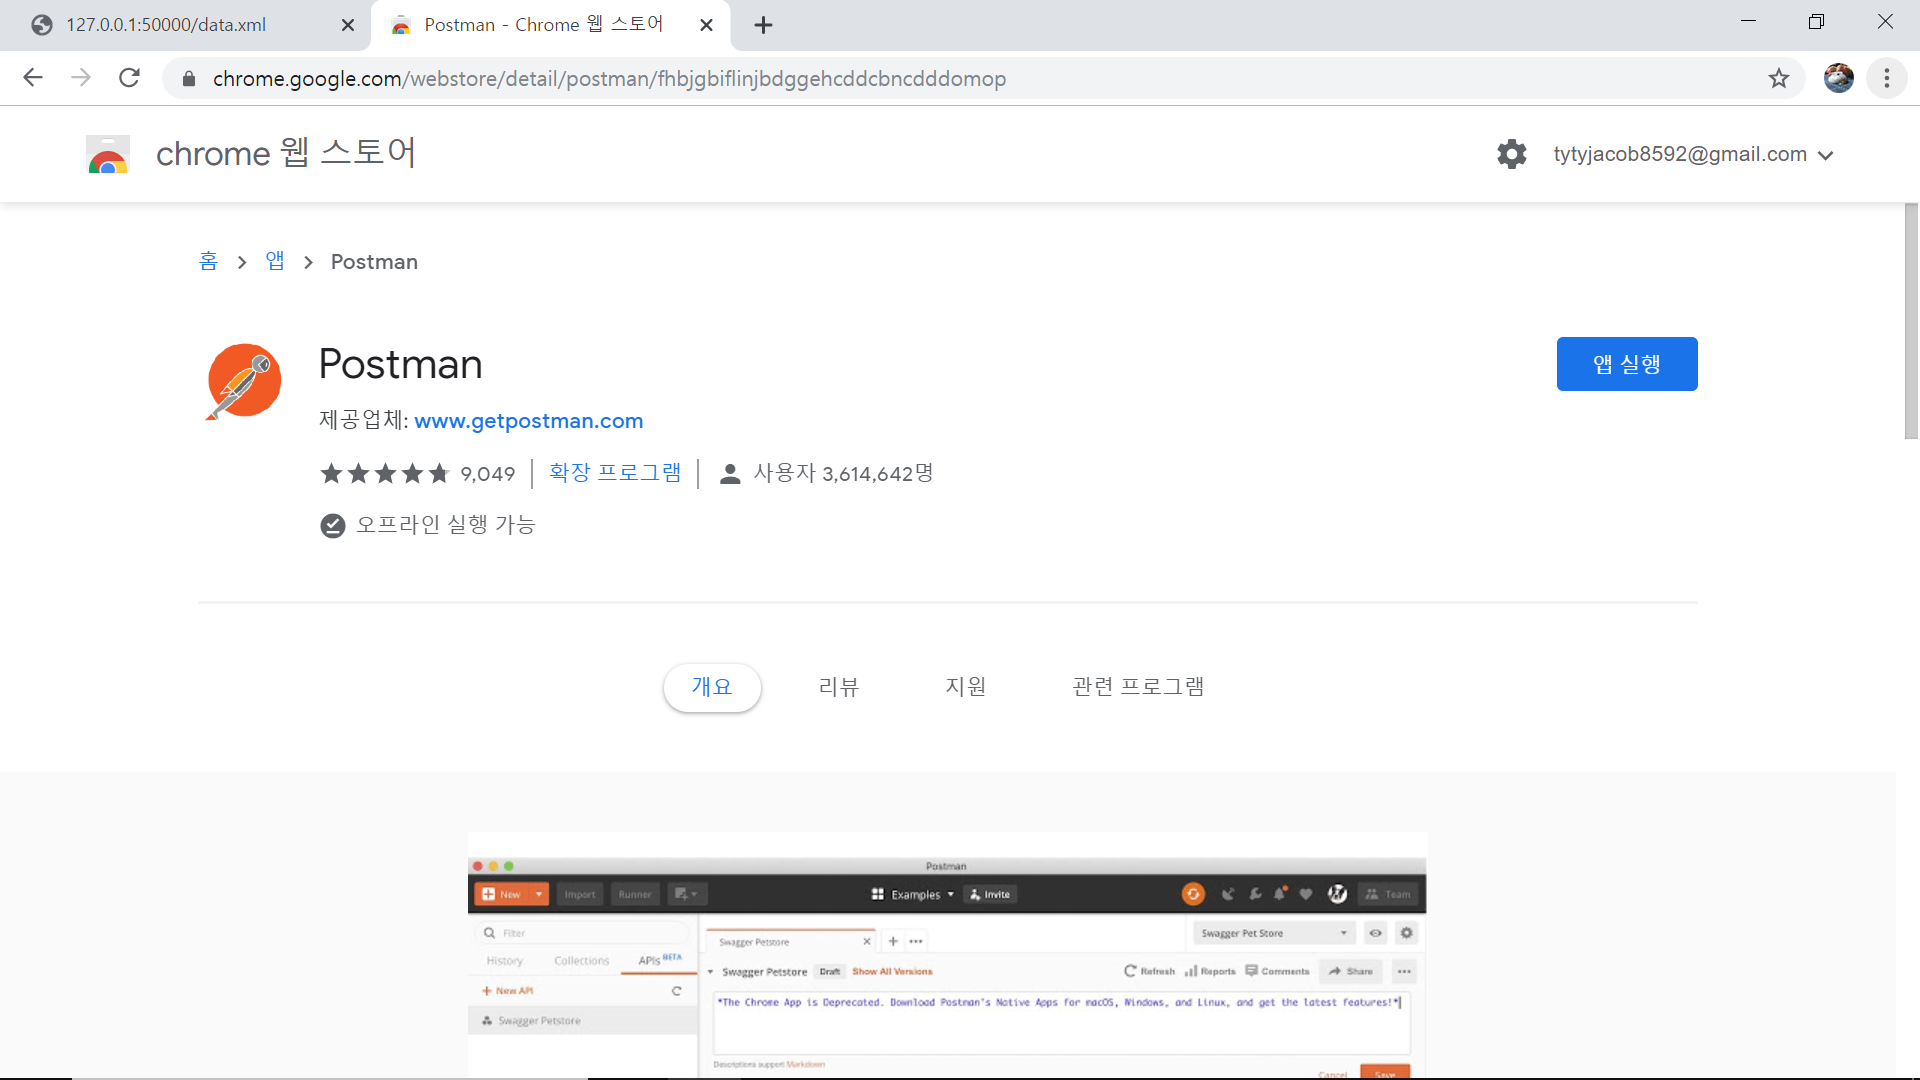 127.0.0.1:50000/data.xml
Postman - Chrome 웹 스토어
chrome.google.com/webstore/detail/postman/fhbjgbiflinjbdggehcddcbncdddomop
chrome 웹 스토어
tytyjacob8592@gmail.com
홈 > 앱 > Postman
Postman
앱 실행
제공업체: www.getpostman.com
9,049 확장 프로그램 사용자 3,614,642명
오프라인 실행 가능
개요 리뷰 지원 관련 프로그램
Postman
New Import Runner Examples Invite Team
Filter
Swagger Petstore
Swagger Pet Store
History Collections APIs BETA
Swagger Petstore Draft Show All Versions Refresh Reports Comments Share
+ New API
*The Chrome App is Deprecated. Download Postman's Native Apps for macOS, Windows, and Linux, and get the latest features!*
Swagger Petstore
Descriptions support Markdown
Cancel Save